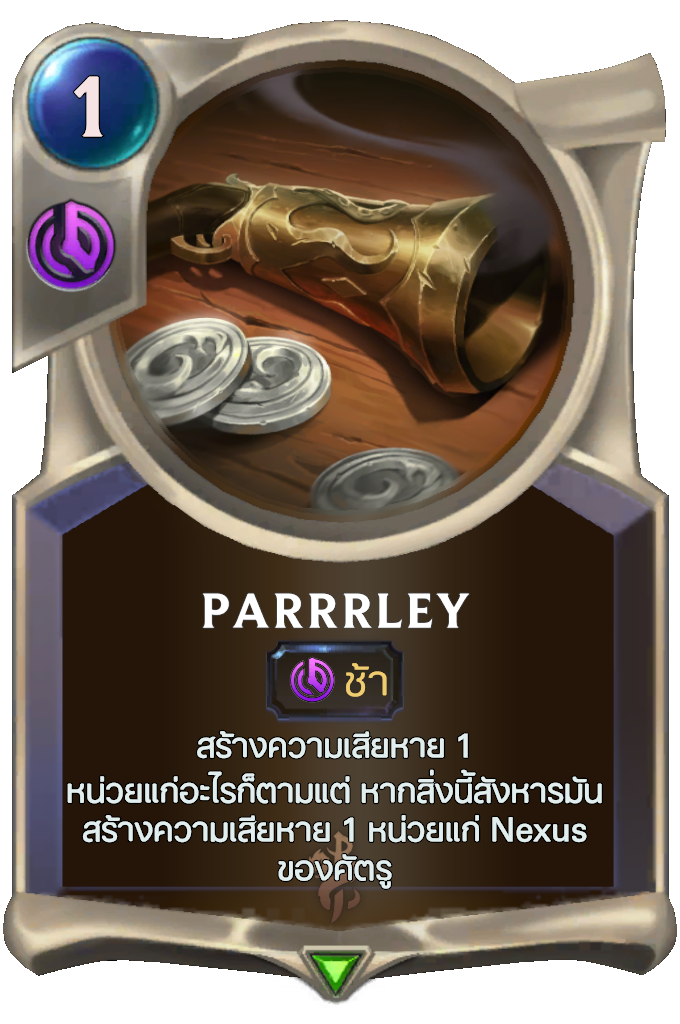 1
PARRRLEY
ช้า
สร้างความเสียหาย 1
หน่วยแก่อะไรก็ตามแต่ หากสิ่งนี้สังหารมัน
สร้างความเสียหาย 1 หน่วยแก่ Nexus
ของศัตรู